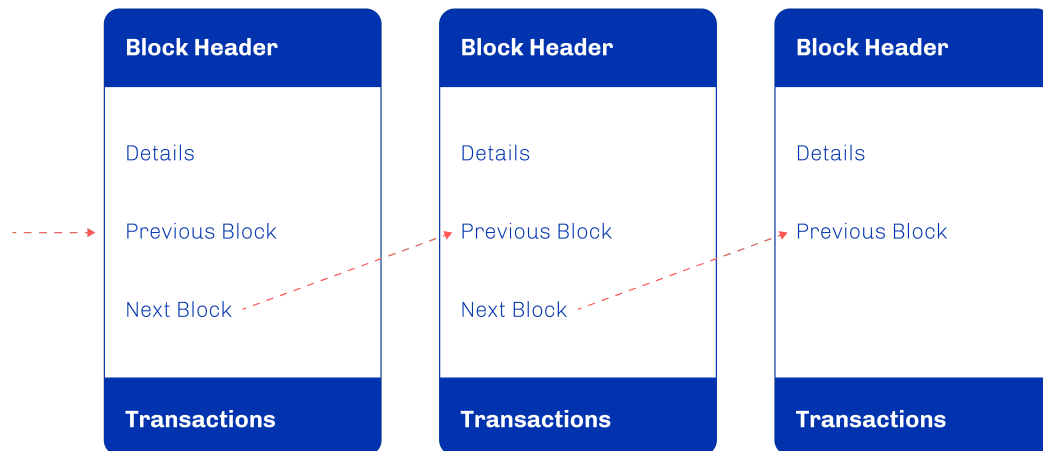 Block Header
Details
Previous Block
Next Block
Transactions
Block Header
Details
Previous Block
Next Block
Transactions
Block Header
Details
Previous Block
Transactions